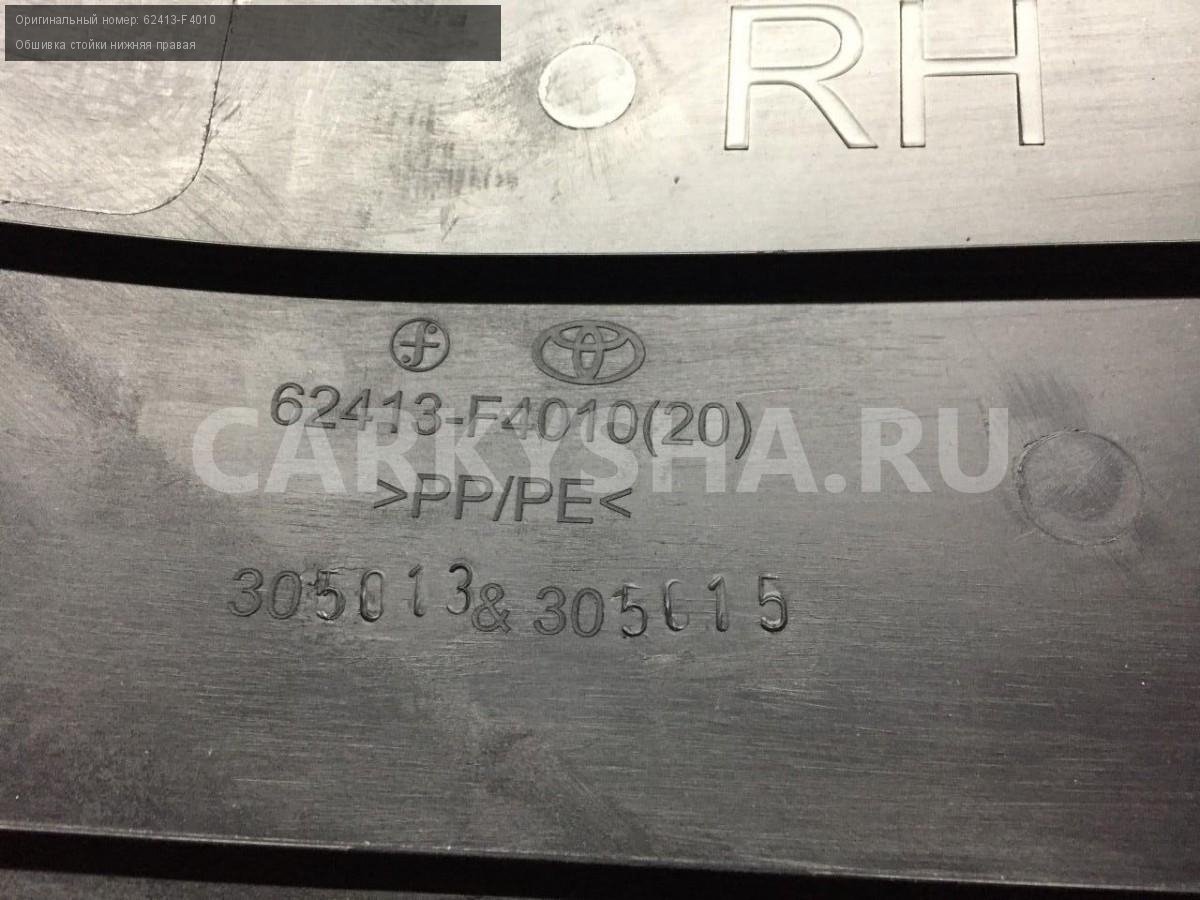 Оригинальный номер: 62413-F4010
Обшивка стойки нижняя правая
RH
62413-F4010(20)
CARKYSHA.RU
>PP/PE<
305013 & 305015